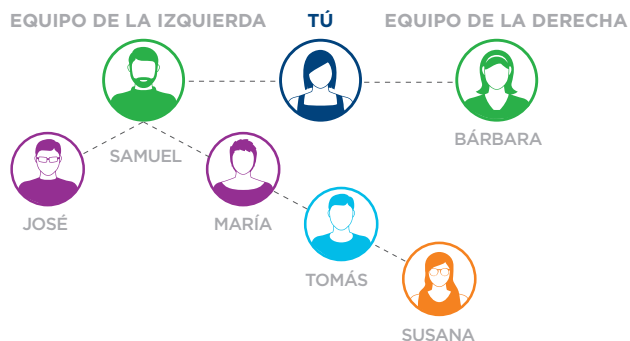 EQUIPO DE LA IZQUIERDA
TÚ
EQUIPO DE LA DERECHA
SAMUEL
BÁRBARA
JOSÉ
MARÍA
TOMÁS
SUSANA